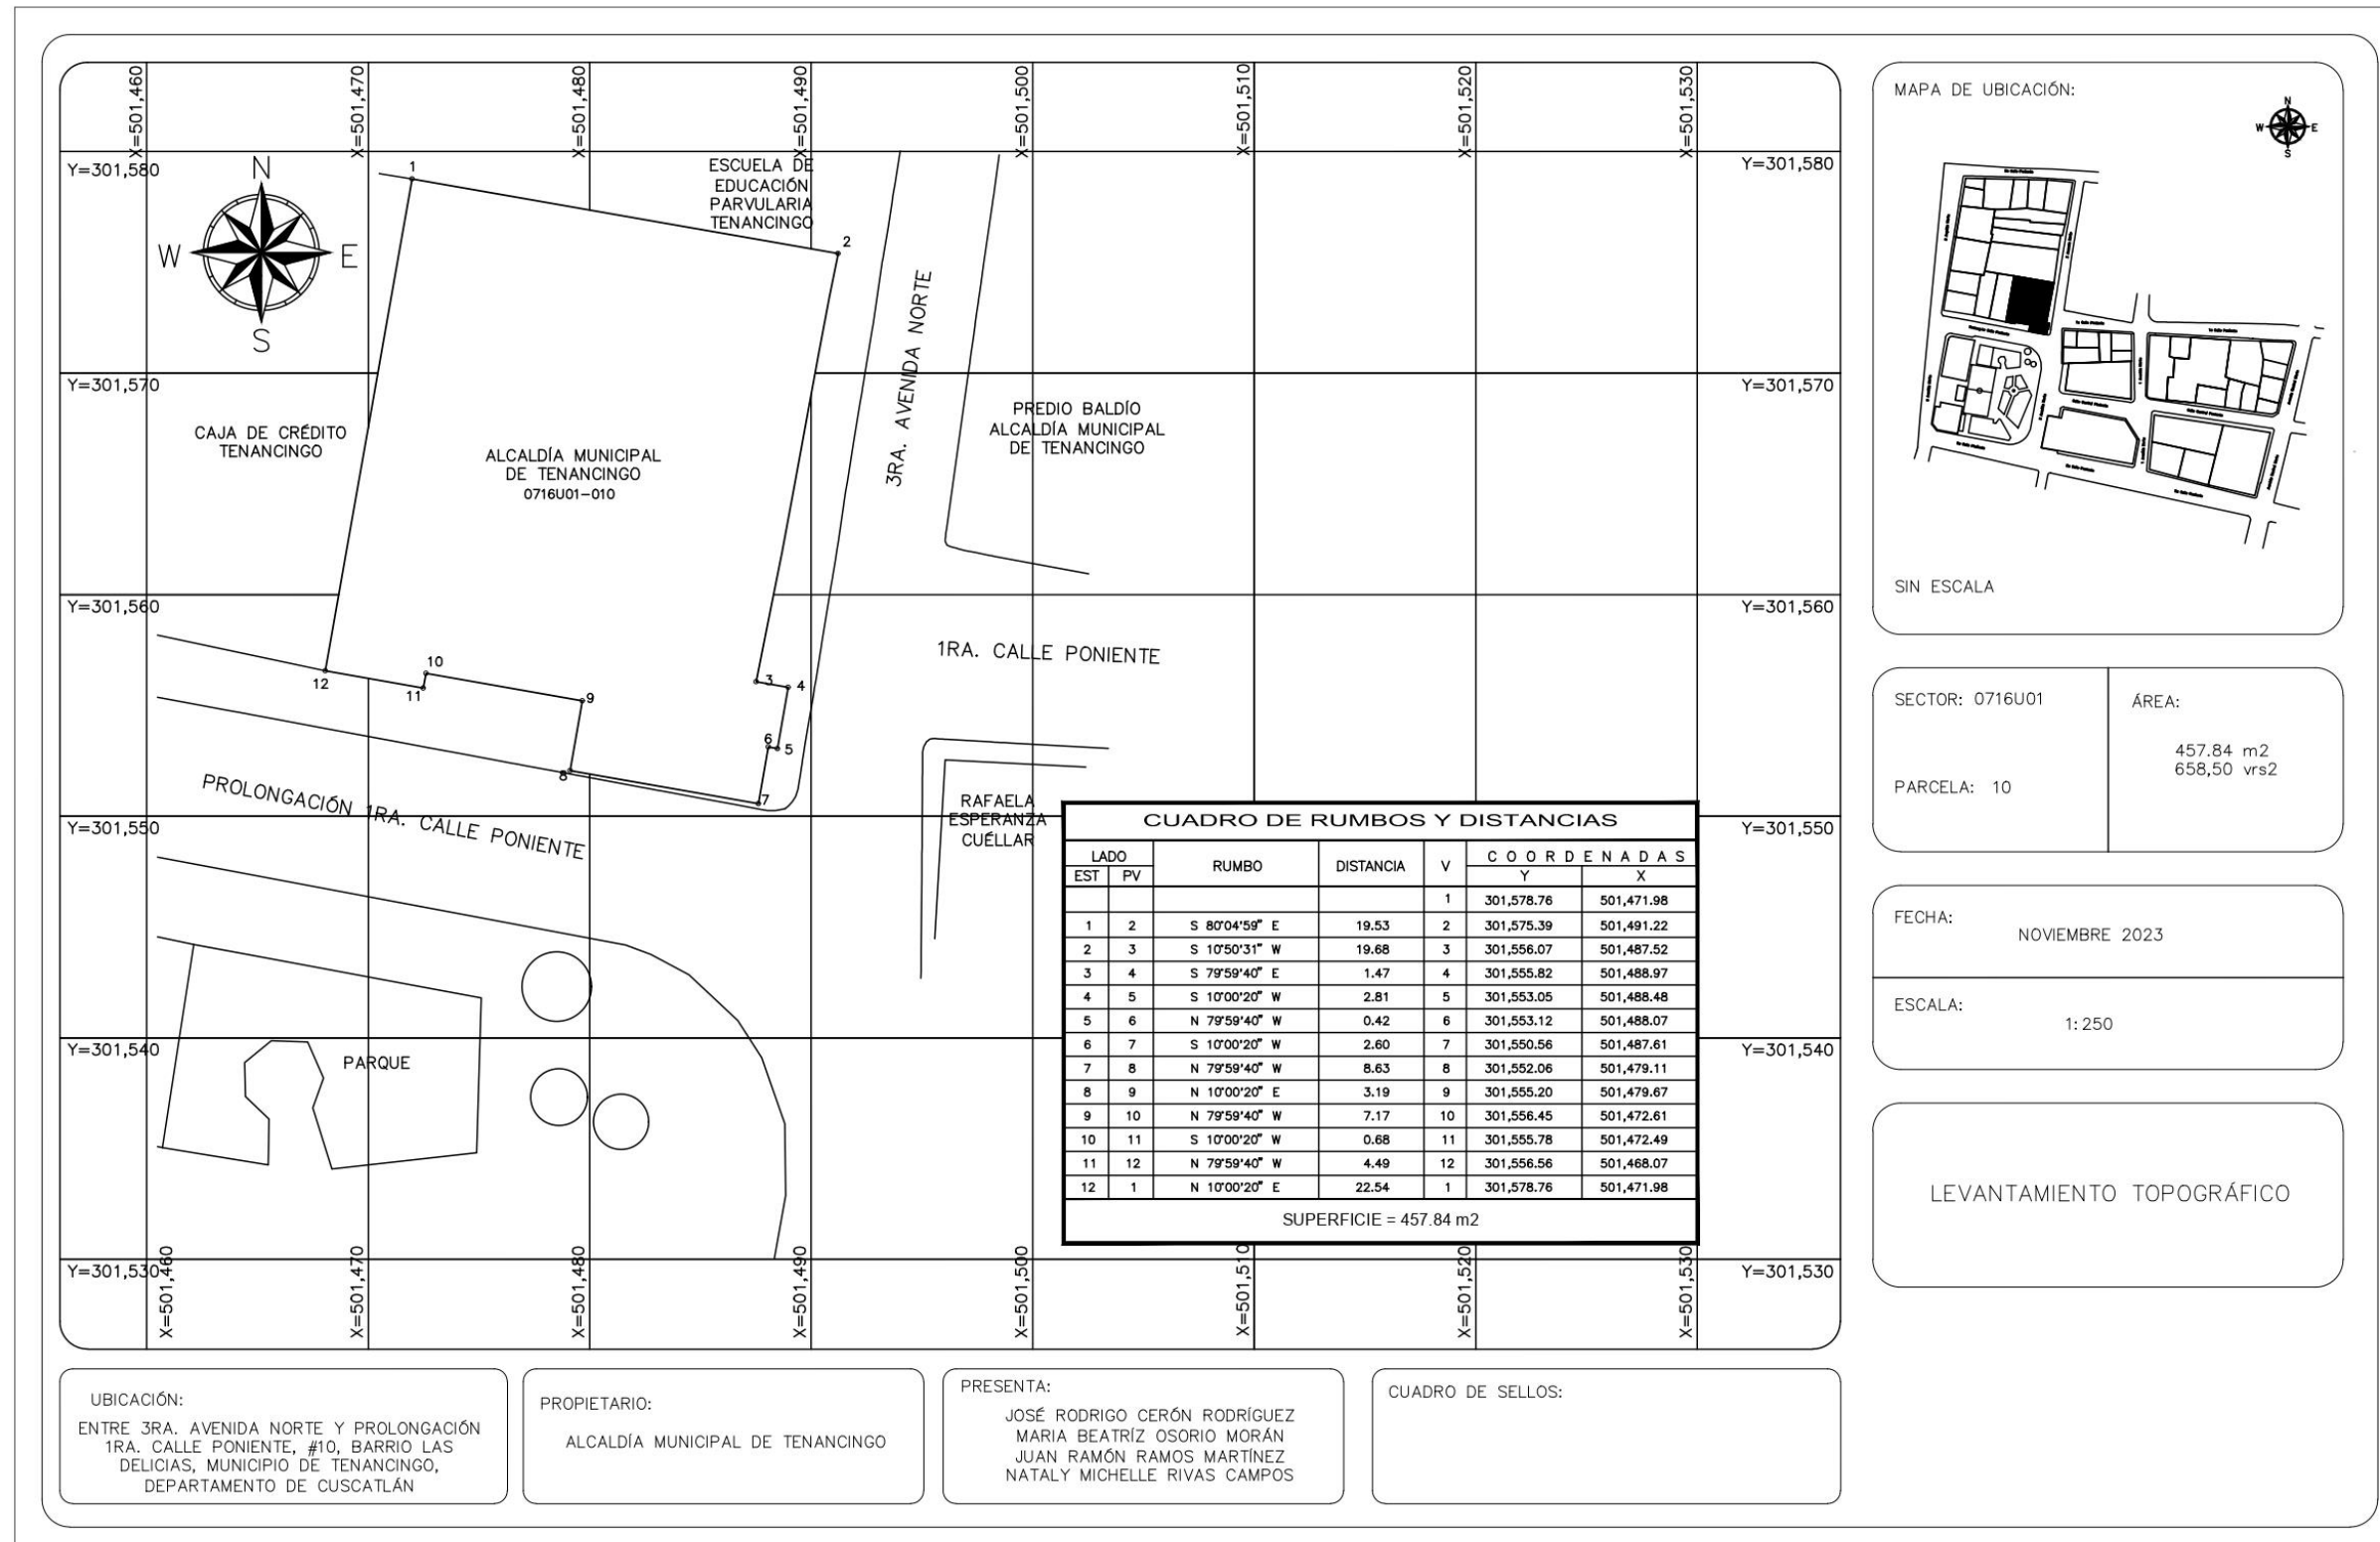 X=501,460
X=501,470
X=501,480
X=501,490
X=501,500
X=501,510
X=501,520
X=501,530
Y=301,580
Y=301,580
N
W
E
S
1
ESCUELA DE
EDUCACIÓN
PARVULARIA
TENANCINGO
2
3RA. AVENIDA NORTE
Y=301,570
Y=301,570
CAJA DE CRÉDITO
TENANCINGO
ALCALDÍA MUNICIPAL
DE TENANCINGO
0716U01-010
PREDIO BALDÍO
ALCALDÍA MUNICIPAL
DE TENANCINGO
Y=301,560
Y=301,560
1RA. CALLE PONIENTE
12
11
10
9
3
4
6
5
8
7
PROLONGACIÓN 1RA. CALLE PONIENTE
Y=301,550
Y=301,550
RAFAELA
ESPERANZA
CUÉLLAR
Y=301,540
Y=301,540
PARQUE
Y=301,530
Y=301,530
X=501,460
X=501,470
X=501,480
X=501,490
X=501,500
X=501,510
X=501,520
X=501,530
CUADRO DE RUMBOS Y DISTANCIAS
LADO RUMBO DISTANCIA V COORDENADAS
EST PV Y X
1 301,578.76 501,471.98
1 2 S 80°04'59" E 19.53 2 301,575.39 501,491.22
2 3 S 10°50'31" W 19.68 3 301,556.07 501,487.52
3 4 S 79°59'40" E 1.47 4 301,555.82 501,488.97
4 5 S 10°00'20" W 2.81 5 301,553.05 501,488.48
5 6 N 79°59'40" W 0.42 6 301,553.12 501,488.07
6 7 S 10°00'20" W 2.60 7 301,550.56 501,487.61
7 8 N 79°59'40" W 8.63 8 301,552.06 501,479.11
8 9 N 10°00'20" E 3.19 9 301,555.20 501,479.67
9 10 N 79°59'40" W 7.17 10 301,556.45 501,472.61
10 11 S 10°00'20" W 0.68 11 301,555.78 501,472.49
11 12 N 79°59'40" W 4.49 12 301,556.56 501,468.07
12 1 N 10°00'20" E 22.54 1 301,578.76 501,471.98
SUPERFICIE = 457.84 m2
MAPA DE UBICACIÓN:
N
W
E
S
SIN ESCALA
SECTOR: 0716U01
PARCELA: 10
ÁREA:
457.84 m2
658,50 vrs2
FECHA:
NOVIEMBRE 2023
ESCALA:
1:250
LEVANTAMIENTO TOPOGRÁFICO
UBICACIÓN:
ENTRE 3RA. AVENIDA NORTE Y PROLONGACIÓN
1RA. CALLE PONIENTE, #10, BARRIO LAS
DELICIAS, MUNICIPIO DE TENANCINGO,
DEPARTAMENTO DE CUSCATLÁN
PROPIETARIO:
ALCALDÍA MUNICIPAL DE TENANCINGO
PRESENTA:
JOSÉ RODRIGO CERÓN RODRÍGUEZ
MARIA BEATRÍZ OSORIO MORÁN
JUAN RAMÓN RAMOS MARTÍNEZ
NATALY MICHELLE RIVAS CAMPOS
CUADRO DE SELLOS: